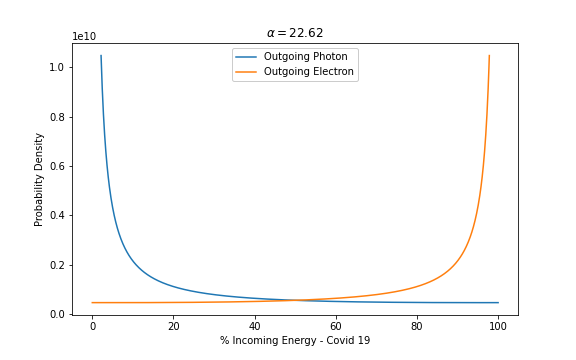 α = 22.62
1e10
Outgoing Photon
Outgoing Electron
1.0
0.8
0.6
0.4
0.2
0.0
Probability Density
0 20 40 60 80 100
% Incoming Energy - Covid 19